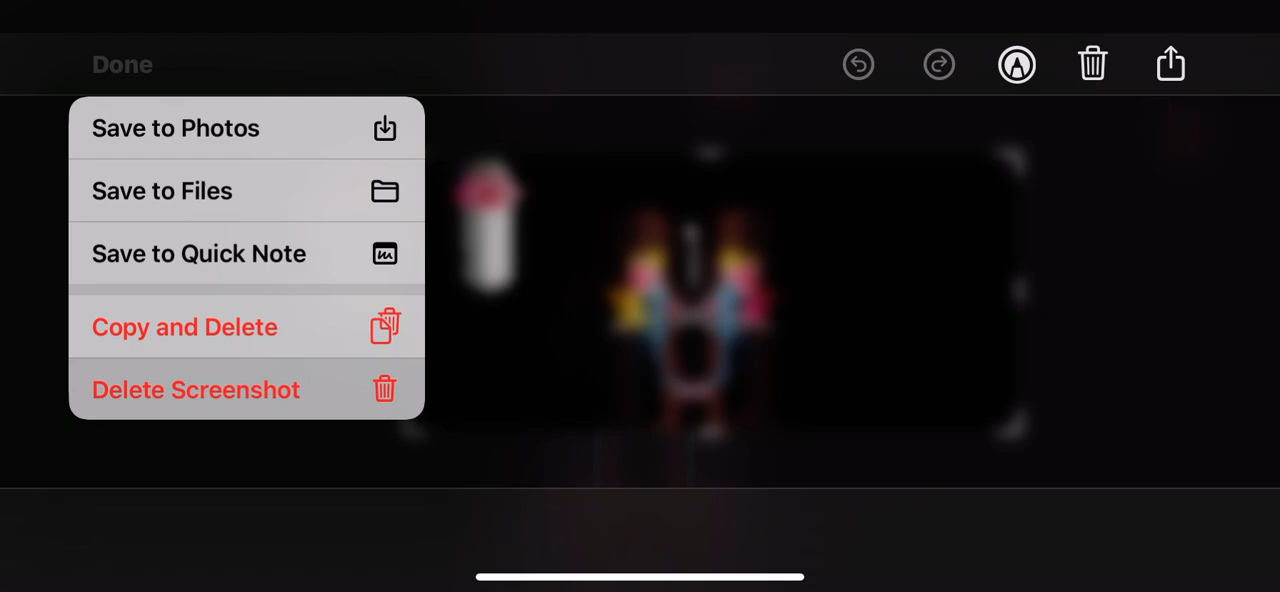 Done
Save to Photos
Save to Files
Save to Quick Note
Copy and Delete
Delete Screenshot